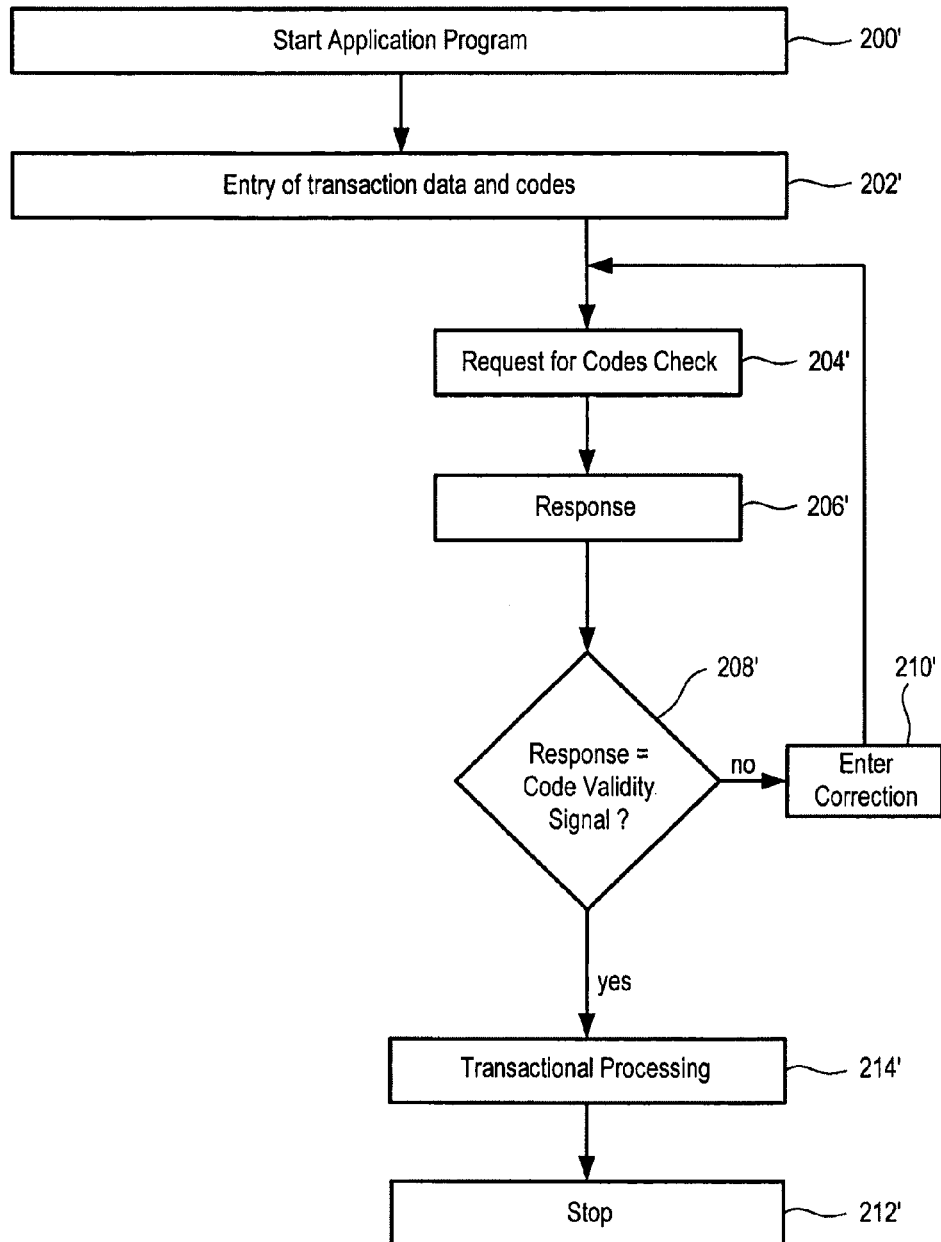 Start Application Program
200'
Entry of transaction data and codes
202'
Request for Codes Check
204'
Response
206'
208'
210'
Response =
Code Validity
Signal ?
no
Enter
Correction
yes
Transactional Processing
214'
Stop
212'